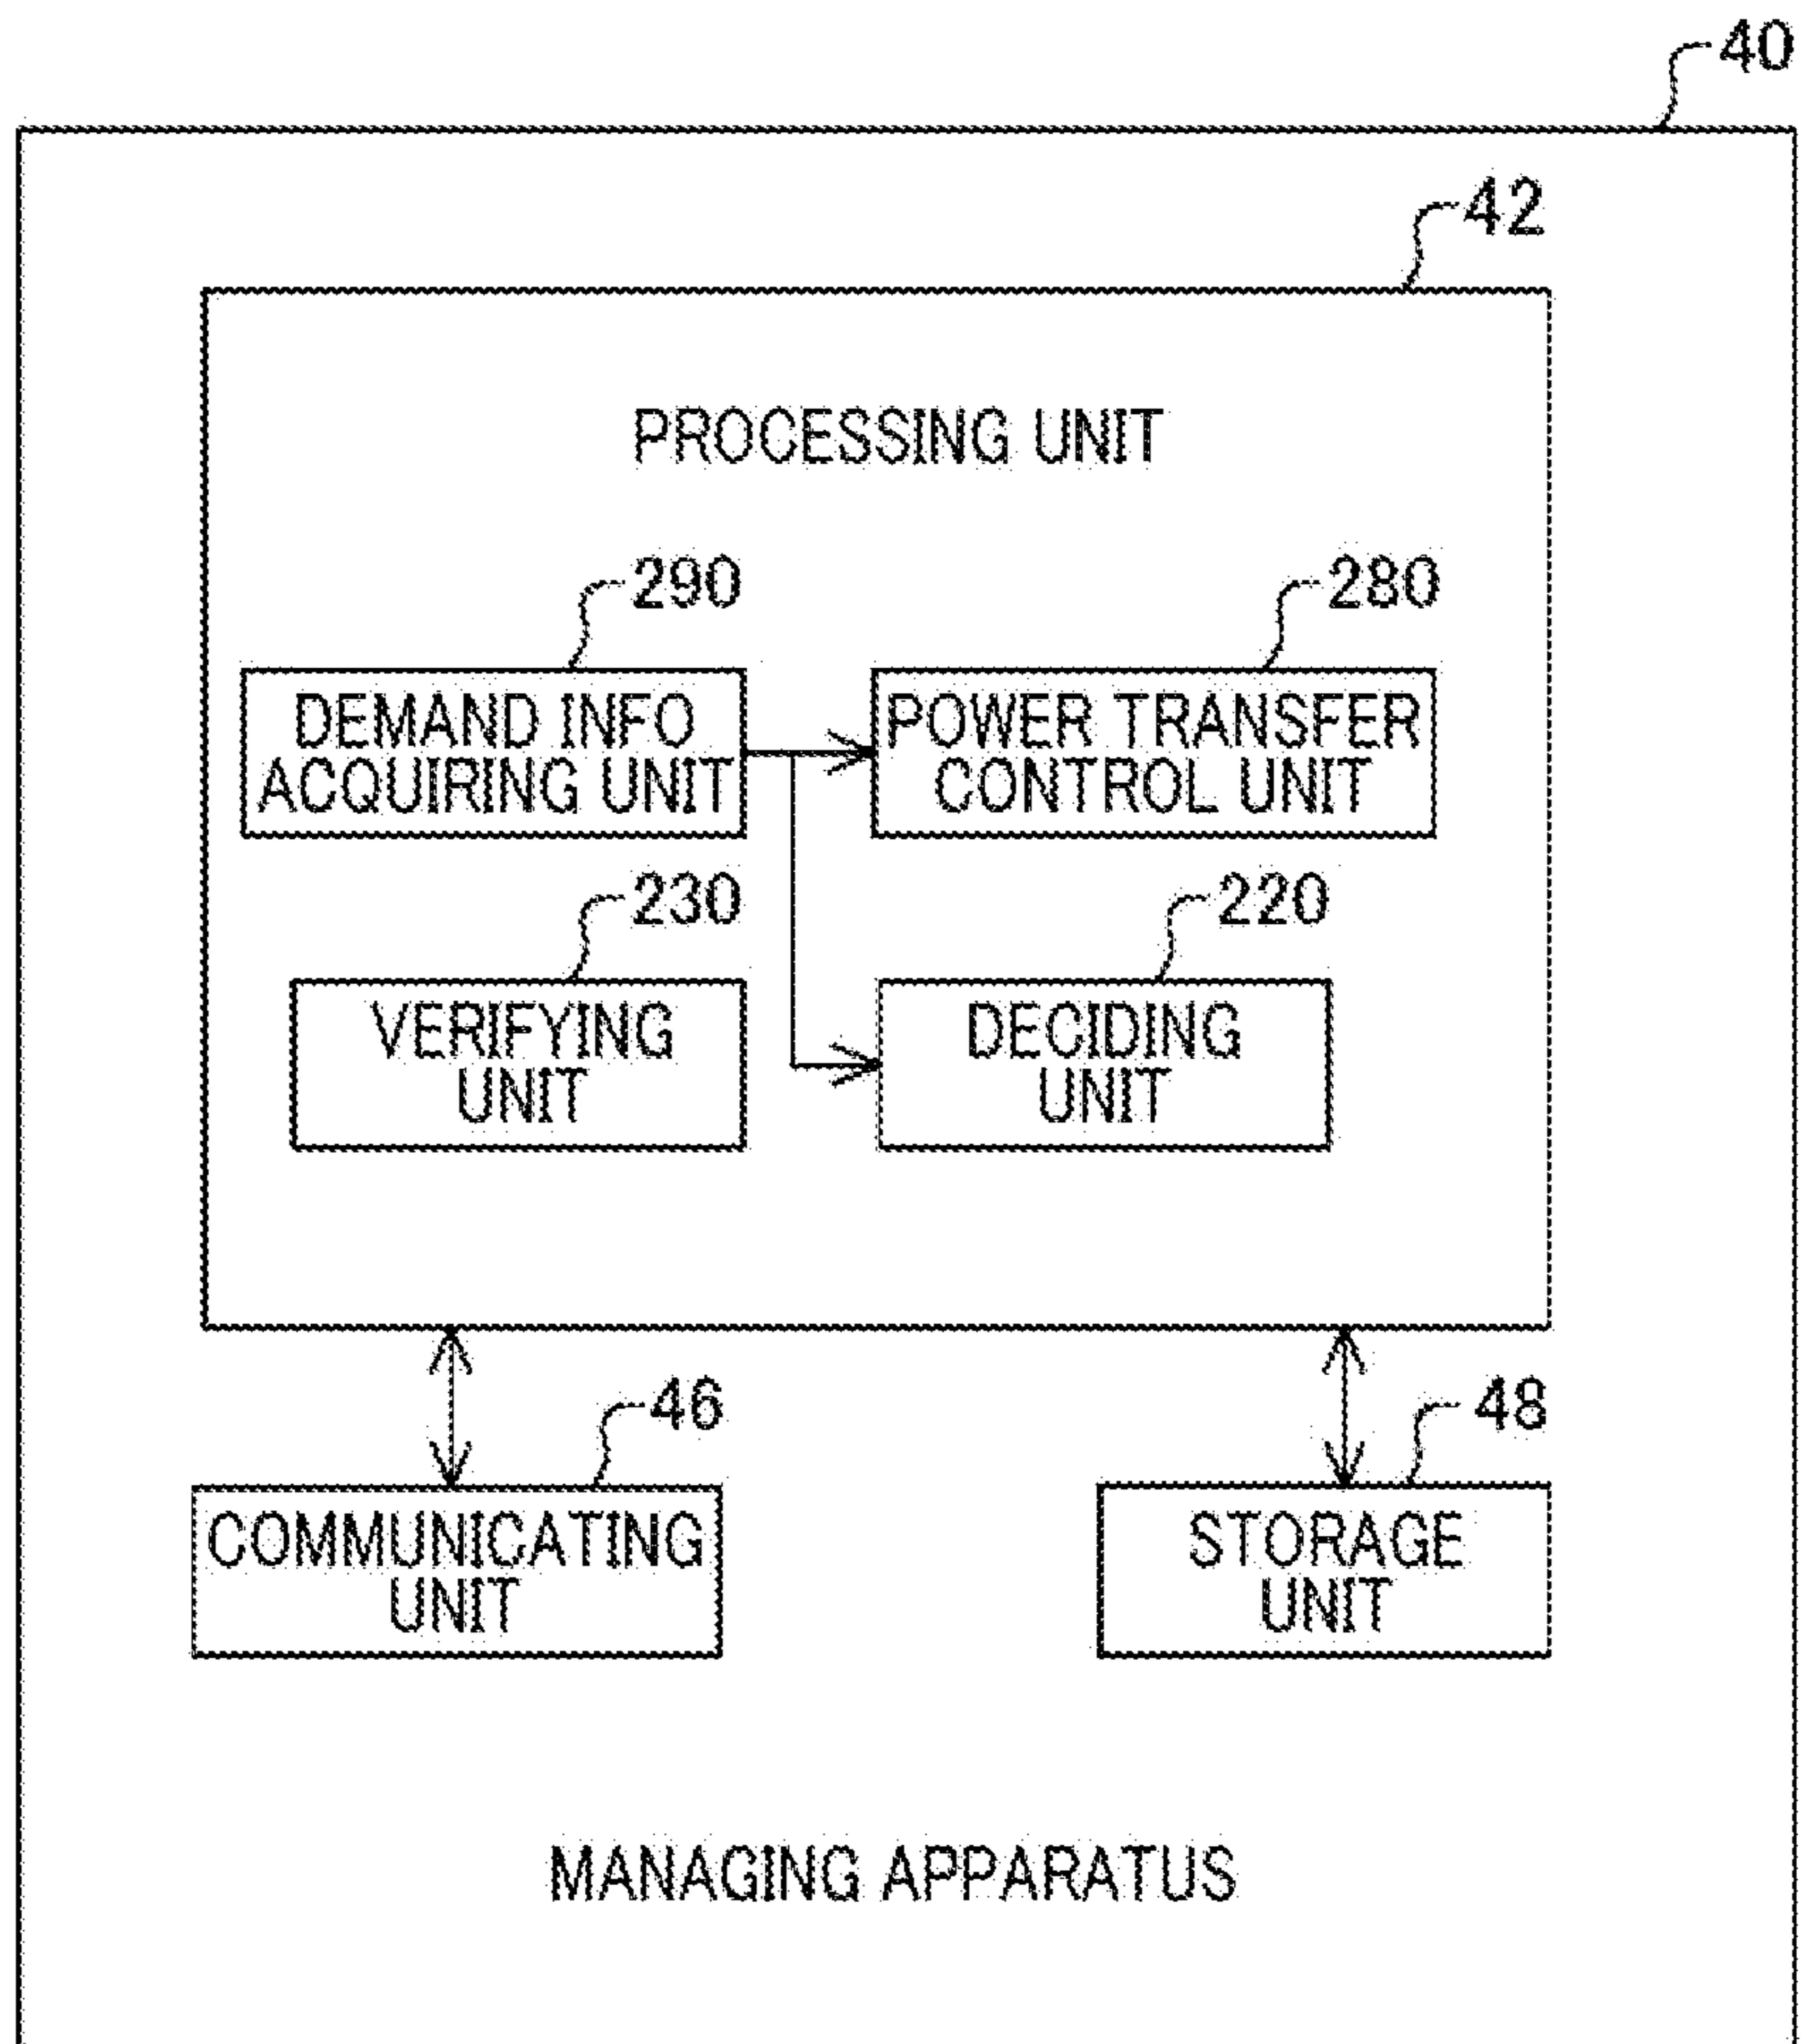 40
42
PROCESSING UNIT
290
280
DEMAND INFO
ACQUIRING UNIT
POWER TRANSFER
CONTROL UNIT
230
220
VERIFYING
UNIT
DECIDING
UNIT
46
48
COMMUNICATING
UNIT
STORAGE
UNIT
MANAGING APPARATUS